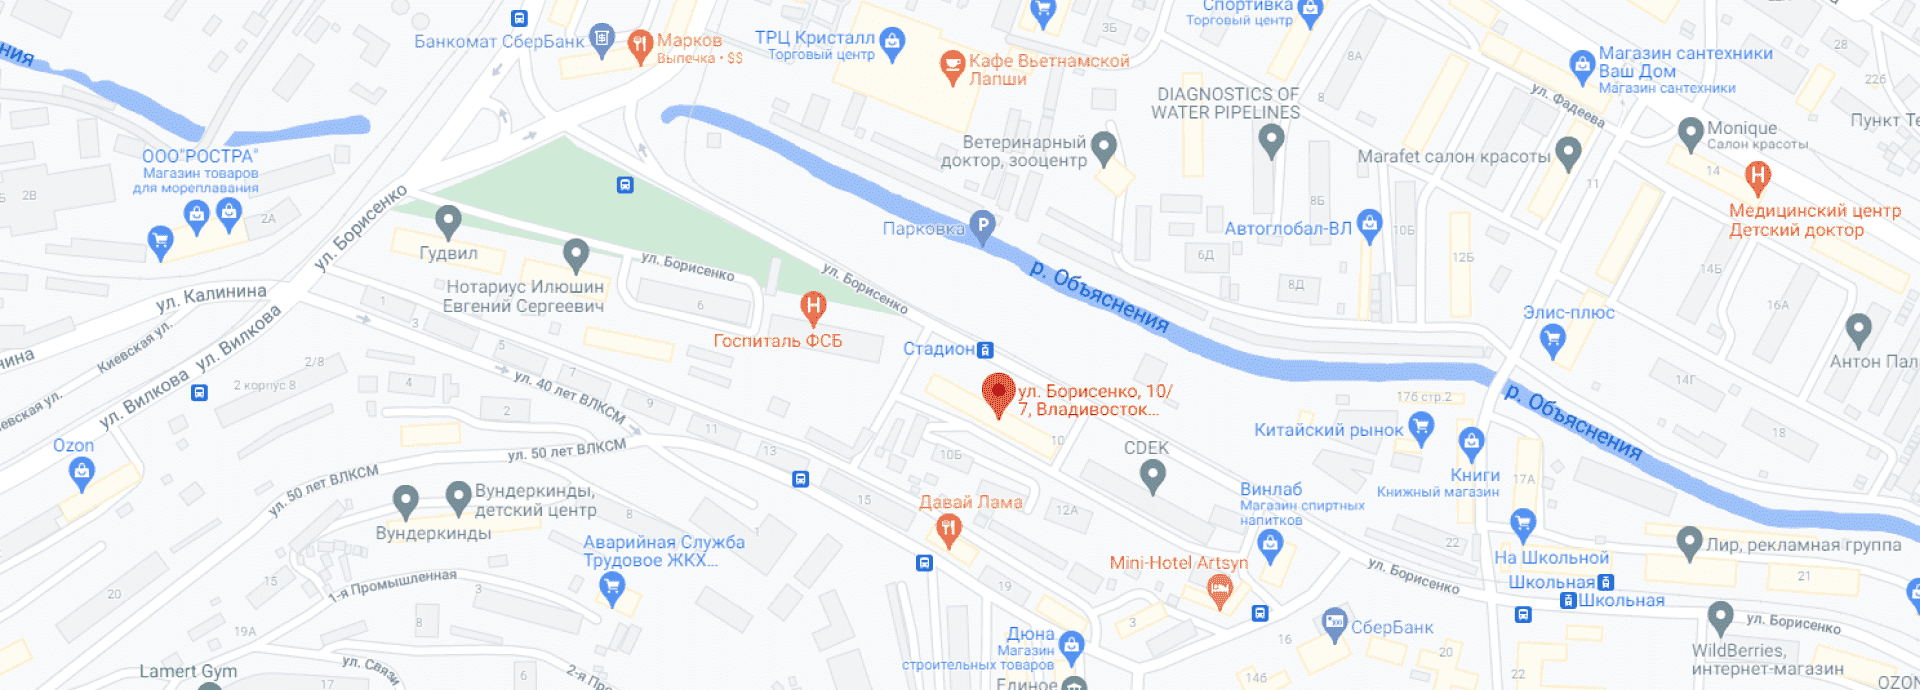 Спортивка
Торговый центр
Банкомат СберБанк
Марков
Выпечка • $$
ТРЦ Кристалл
Торговый центр
3Б
Кафе Вьетнамской
Лапши
8А
28
Магазин сантехники
Ваш Дом
Магазин сантехники
ния
22б
DIAGNOSTICS OF
WATER PIPELINES
8
ул. Фадеева
Пункт Те
Monique
Салон красоты
ООО"РОСТРА"
Магазин товаров
для мореплавания
Ветеринарный
доктор, зооцентр
Marafet салон красоты
14
11
2В
2А
ул. Борисенко
8Б
Медицинский центр
Детский доктор
Парковка
Автоглобал-ВЛ
10Б
Гудвил
6Д
12Б
14Б
ул. Борисенко
ул. Борисенко
р. Объяснения
Нотариус Илюшин
Евгений Сергеевич
8Д
16А
ул. Калинина
1
6
3
Элис-плюс
Киевская ул.
ул. Вилкова
Госпиталь ФСБ
Стадион
5
нина
2/8
Антон Пал
7
2 корпус 8
4
14Г
ул. Вилкова
ул. 40 лет ВЛКСМ
9
ул. Борисенко, 10/
7, Владивосток...
17б стр.2
р. Объяснения
евская ул.
2
11
10
Китайский рынок
18
Ozon
ул. 50 лет ВЛКСМ
13
10Б
CDEK
ул. 50 лет ВЛКСМ
Книги
Книжный магазин
17А
Вундеркинды,
детский центр
Винлаб
Магазин спиртных
напитков
15
Давай Лама
12А
8
Вундеркинды
1
Аварийная Служба
Трудовое ЖКХ...
22
Лир, рекламная группа
На Школьной
Mini-Hotel Artsyn
ул. Борисенко
Школьная
21
15
1-я Промышленная
3
19
20
Школьная
8
3
СберБанк
ул. Борисенко
19А
Дюна
Магазин
строительных товаров
16
20
WildBerries,
интернет-магазин
Lamert Gym
ул. Связи
2-я Про
6
14б
22
17
Единое
OZON